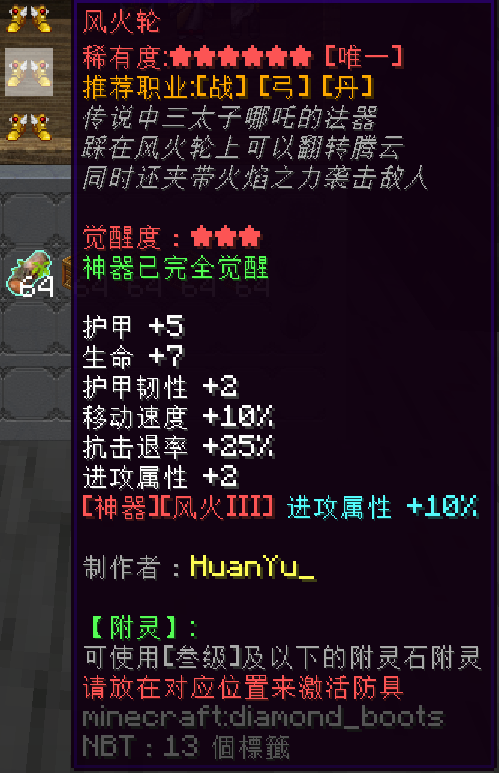 风火轮
稀有度:★★★★★★ [唯一]
推荐职业:[战] [弓] [丹]
传说中三太子哪吒的法器
踩在风火轮上可以翻转腾云
同时还夹带火焰之力袭击敌人
觉醒度：★★★
神器已完全觉醒
64
护甲 +5
生命 +7
护甲韧性 +2
移动速度 +10%
抗击退率 +25%
进攻属性 +2
[神器][风火III] 进攻属性 +10%
制作者：HuanYu_
【附灵】:
可使用[叁级]及以下的附灵石附灵
请放在对应位置来激活防具
minecraft:diamond_boots
NBT：13 個標籤